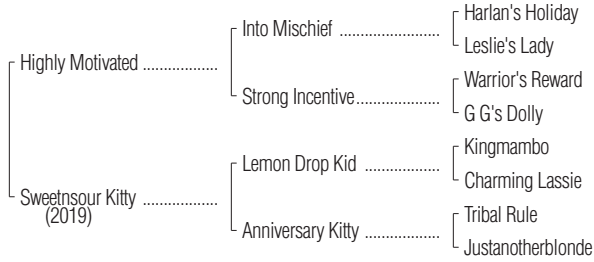 Harlan's Holiday
Into Mischief ....................
Leslie's Lady
Highly Motivated ..................
Warrior's Reward
Strong Incentive....................
G G's Dolly
Kingmambo
Lemon Drop Kid ..................
Charming Lassie
Sweetnsour Kitty ..................
(2019)
Tribal Rule
Anniversary Kitty ..................
Justanotherblonde